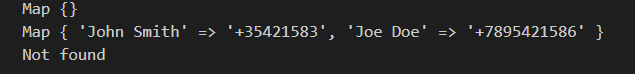 Map {}
Map { 'John Smith' => '+35421583', 'Joe Doe' => '+7895421586' }
Not found